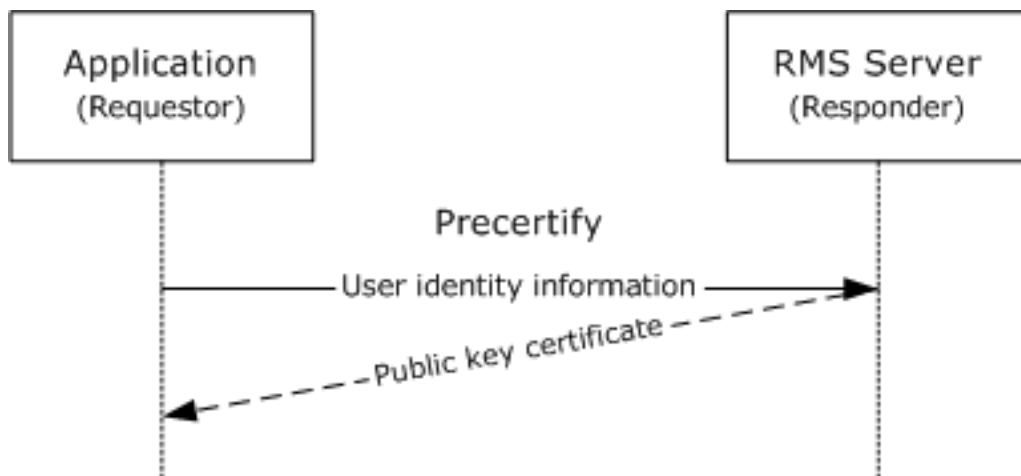 Application
(Requestor)
RMS Server
(Responder)
Precertify
User identity information
Public key certificate